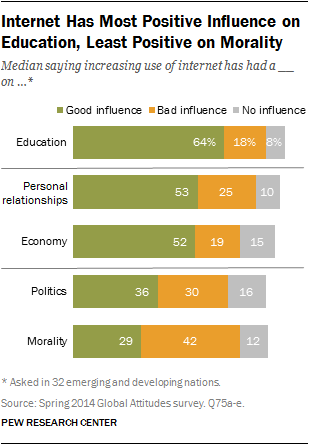 Internet Has Most Positive Influence on
Education, Least Positive on Morality
Median saying increasing use of internet has had a __
on ...*
Good influence Bad influence No influence
Education 64% 18% 8%
Personal
relationships 53 25 10
Economy 52 19 15
Politics 36 30 16
Morality 29 42 12
* Asked in 32 emerging and developing nations.
Source: Spring 2014 Global Attitudes survey. Q75a-e.
PEW RESEARCH CENTER